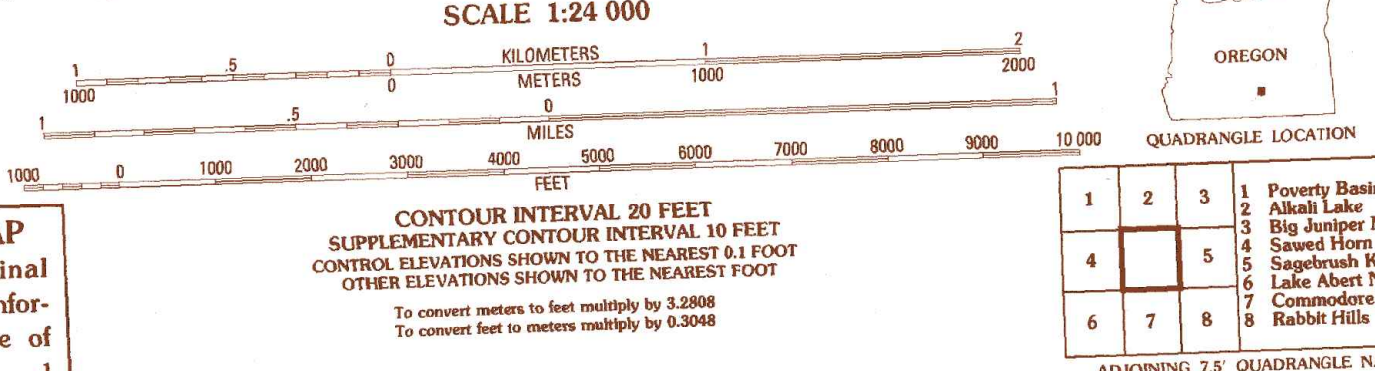 SCALE 1:24 000
1 .5 0 KILOMETERS 1 2
1000 0 METERS 1000 2000
1 .5 0 1
MILES
1000 0 1000 2000 3000 4000 5000 6000 7000 8000 9000 10 000
FEET
CONTOUR INTERVAL 20 FEET
SUPPLEMENTARY CONTOUR INTERVAL 10 FEET
CONTROL ELEVATIONS SHOWN TO THE NEAREST 0.1 FOOT
OTHER ELEVATIONS SHOWN TO THE NEAREST FOOT
To convert meters to feet multiply by 3.2808
To convert feet to meters multiply by 0.3048
OREGON
QUADRANGLE LOCATION
1 2 3
4 5
6 7 8
1 Poverty Basin
2 Alkali Lake
3 Big Juniper
4 Sawed Horn
5 Sagebrush
6 Lake Abert
7 Commodore
8 Rabbit Hills
ADJOINING 7.5' QUADRANGLE
e of